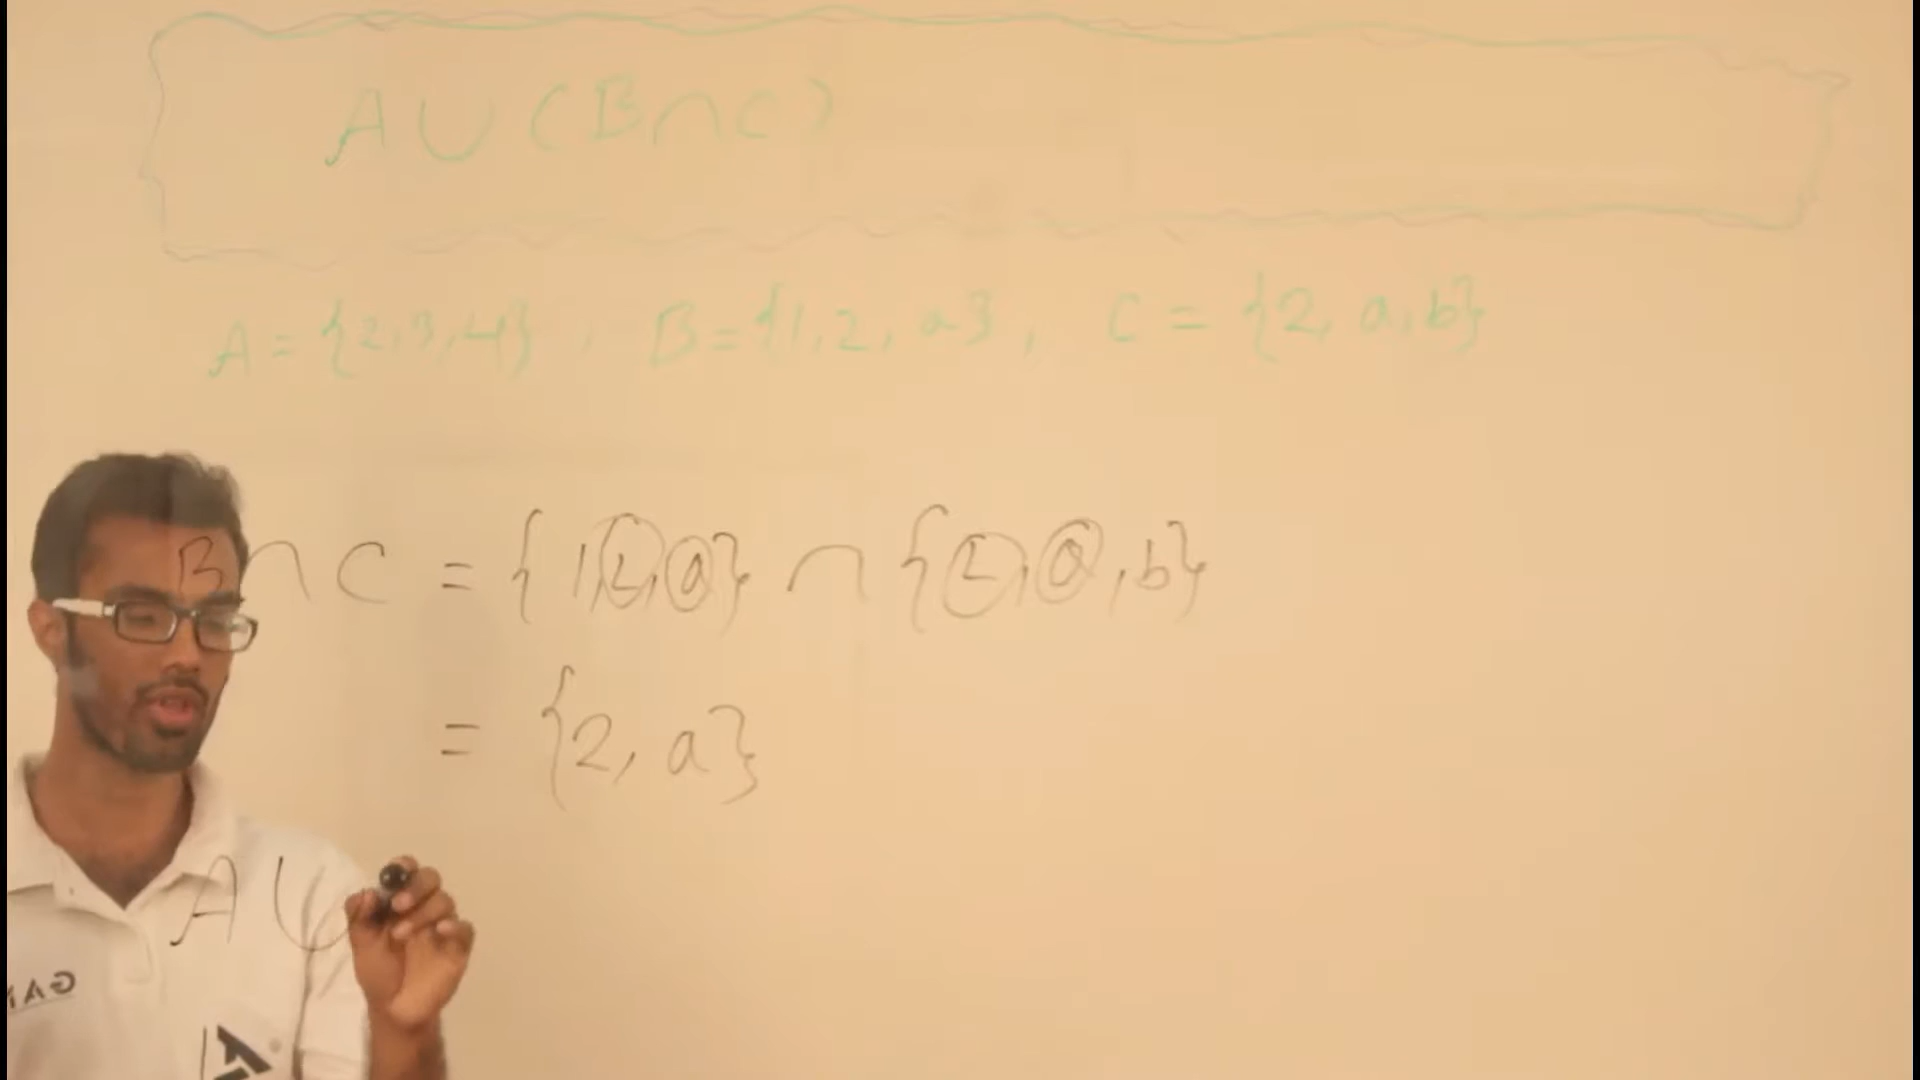 A ∪ (B ∩ C)
A = {2, 3, 4} , B = {1, 2, a} , C = {2, a, b}
B ∩ C = {1, 2, a} ∩ {2, a, b}
= {2, a}
A ∪